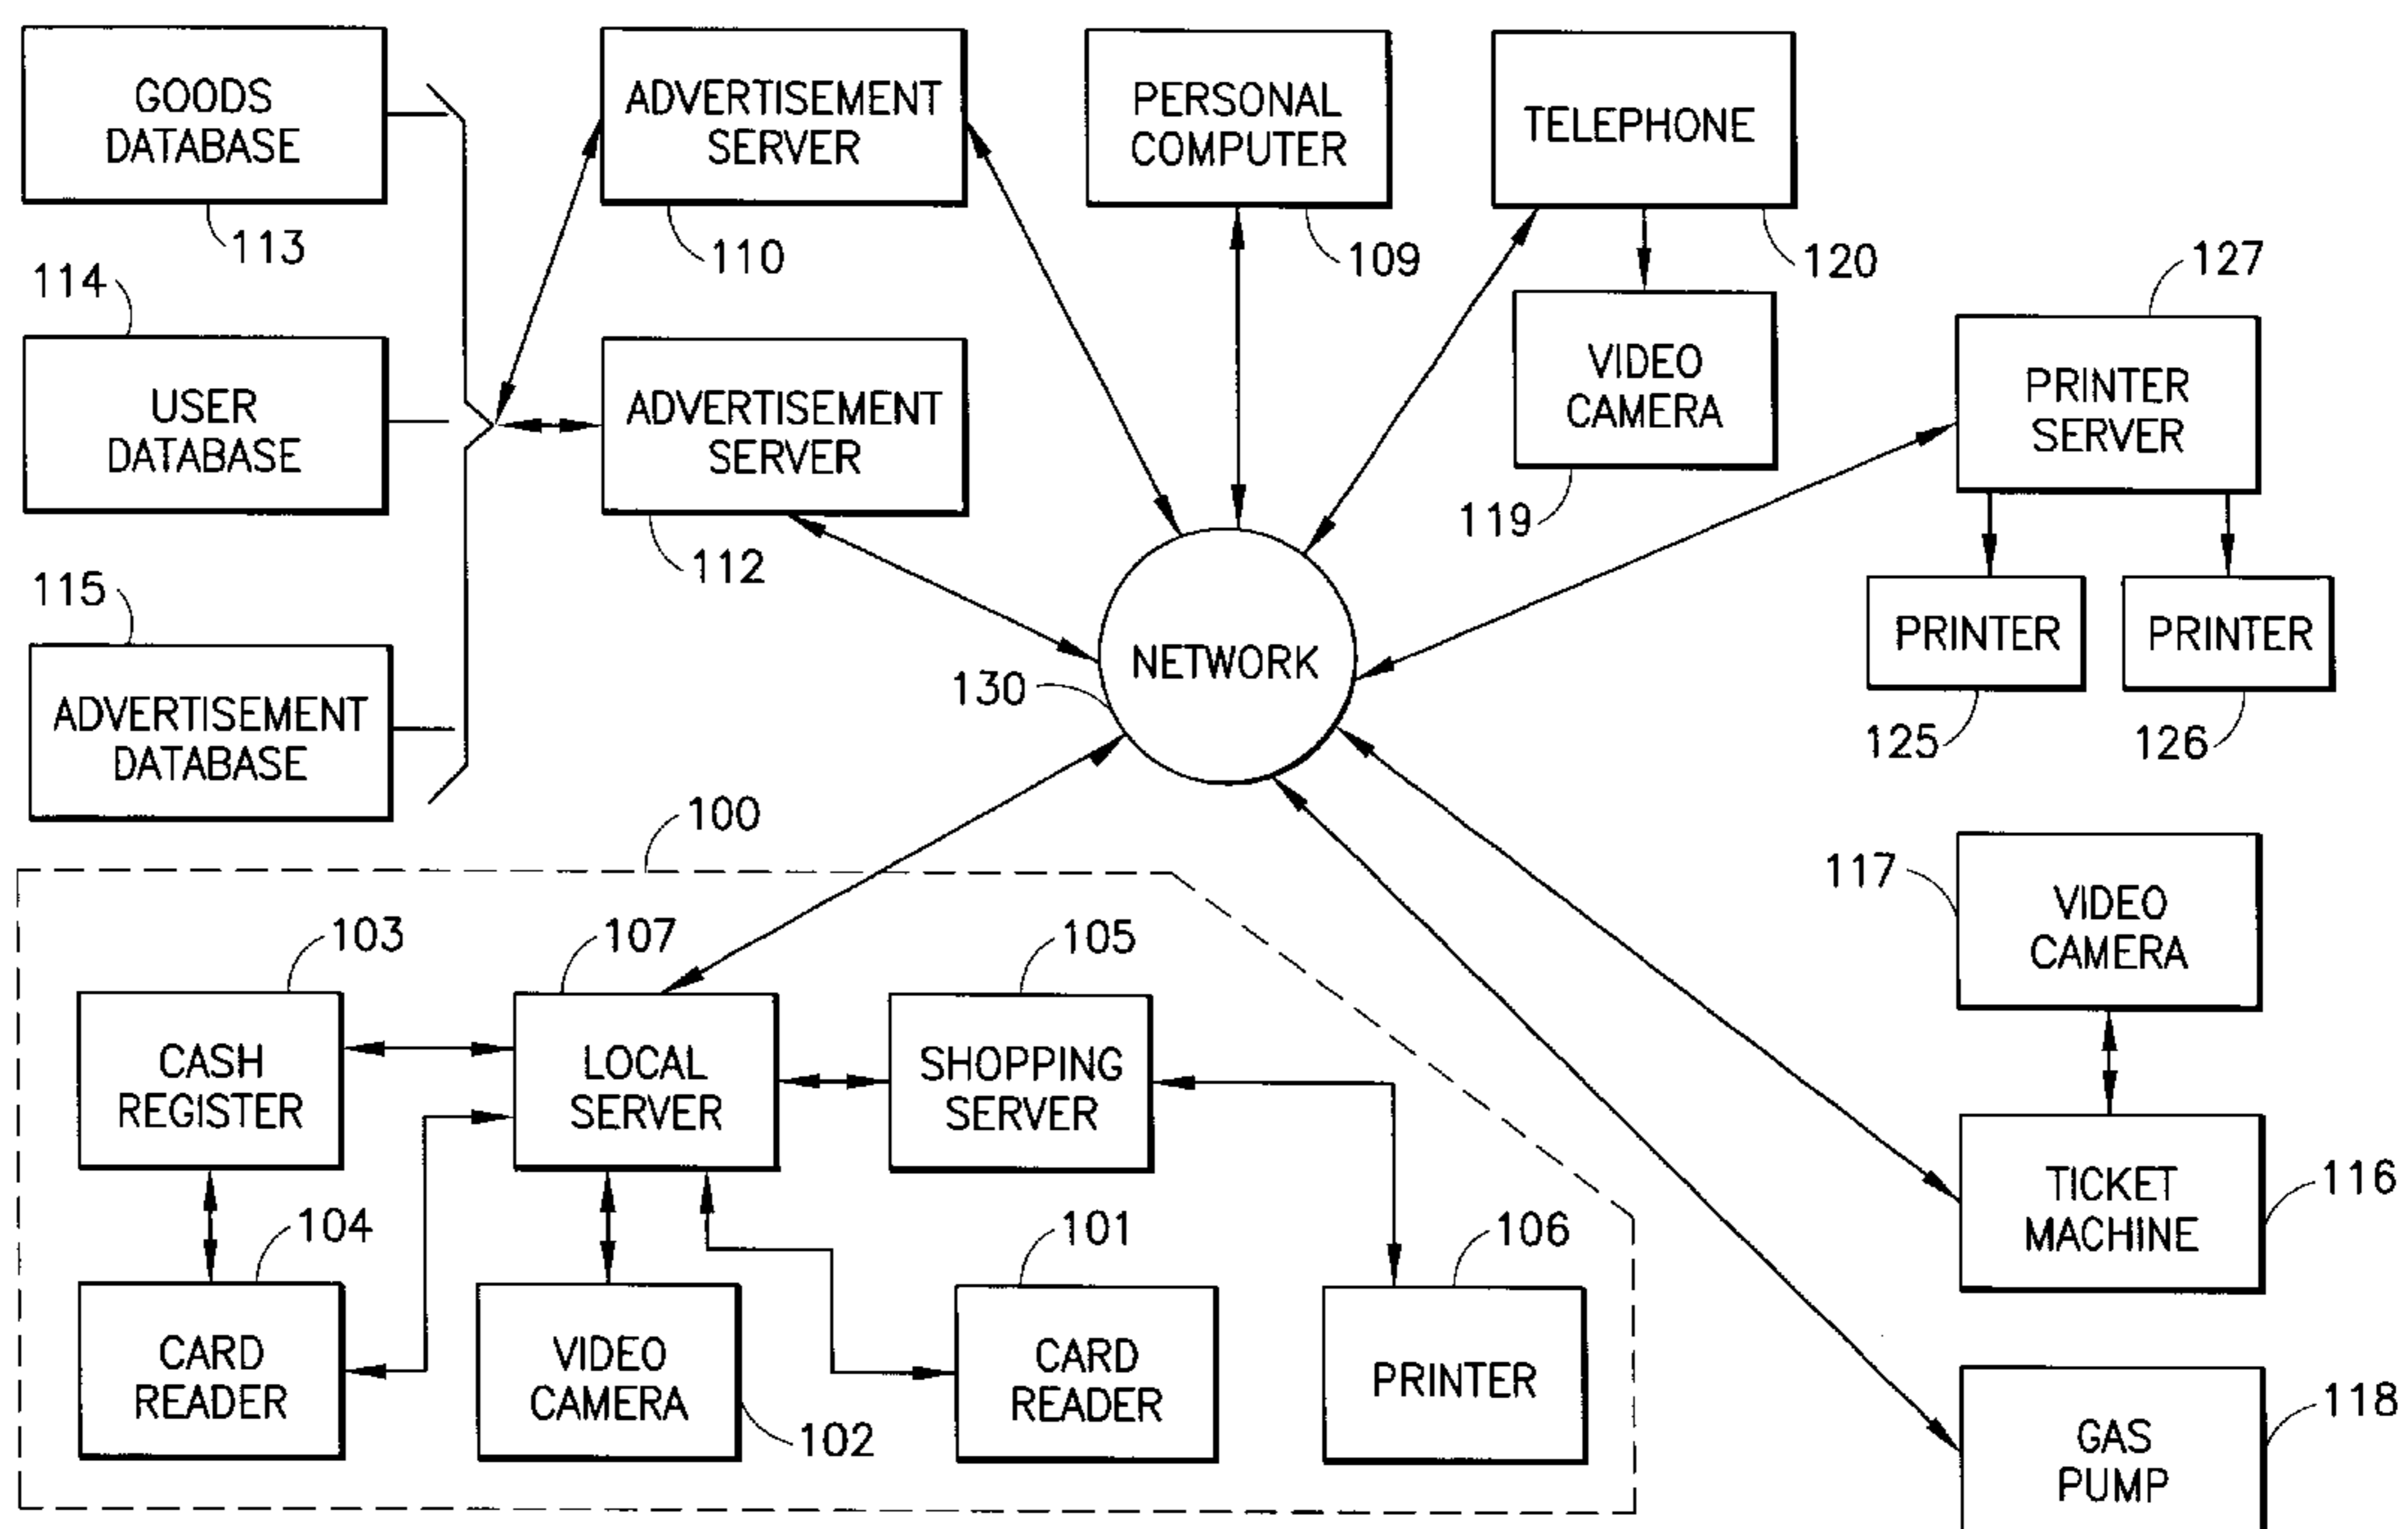 GOODS
DATABASE
113
ADVERTISEMENT
SERVER
110
PERSONAL
COMPUTER
109
TELEPHONE
120
114
USER
DATABASE
ADVERTISEMENT
SERVER
112
VIDEO
CAMERA
119
127
PRINTER
SERVER
PRINTER
125
PRINTER
126
115
ADVERTISEMENT
DATABASE
NETWORK
130
100
103
CASH
REGISTER
107
LOCAL
SERVER
105
SHOPPING
SERVER
104
CARD
READER
VIDEO
CAMERA
102
101
CARD
READER
106
PRINTER
117
VIDEO
CAMERA
TICKET
MACHINE
116
GAS
PUMP
118